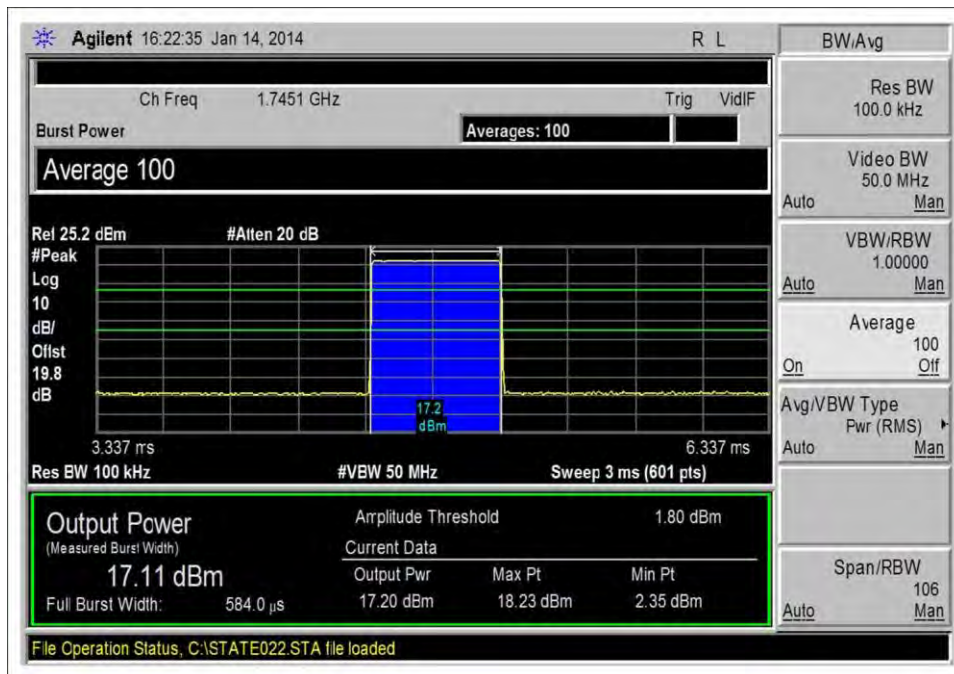 Agilent 16:22:35 Jan 14, 2014 R L
BW/Avg
Ch Freq 1.7451 GHz Trig VidIF
Burst Power
Averages: 100
Average 100
Ref 25.2 dBm #Atten 20 dB
#Peak
Log
10
dB/
Offst
19.8
dB
17.2
dBm
3.337 ms 6.337 ms
Res BW 100 kHz #VBW 50 MHz Sweep 3 ms (601 pts)
Output Power
(Measured Burst Width)
17.11 dBm
Full Burst Width: 584.0 µs
Amplitude Threshold 1.80 dBm
Current Data
Output Pwr Max Pt Min Pt
17.20 dBm 18.23 dBm 2.35 dBm
File Operation Status, C:\STATE022.STA file loaded
Res BW
100.0 kHz
Video BW
50.0 MHz
Auto Man
VBW/RBW
1.00000
Auto Man
Average
100
On Off
Avg/VBW Type
Pwr (RMS)
Auto Man
Span/RBW
106
Auto Man